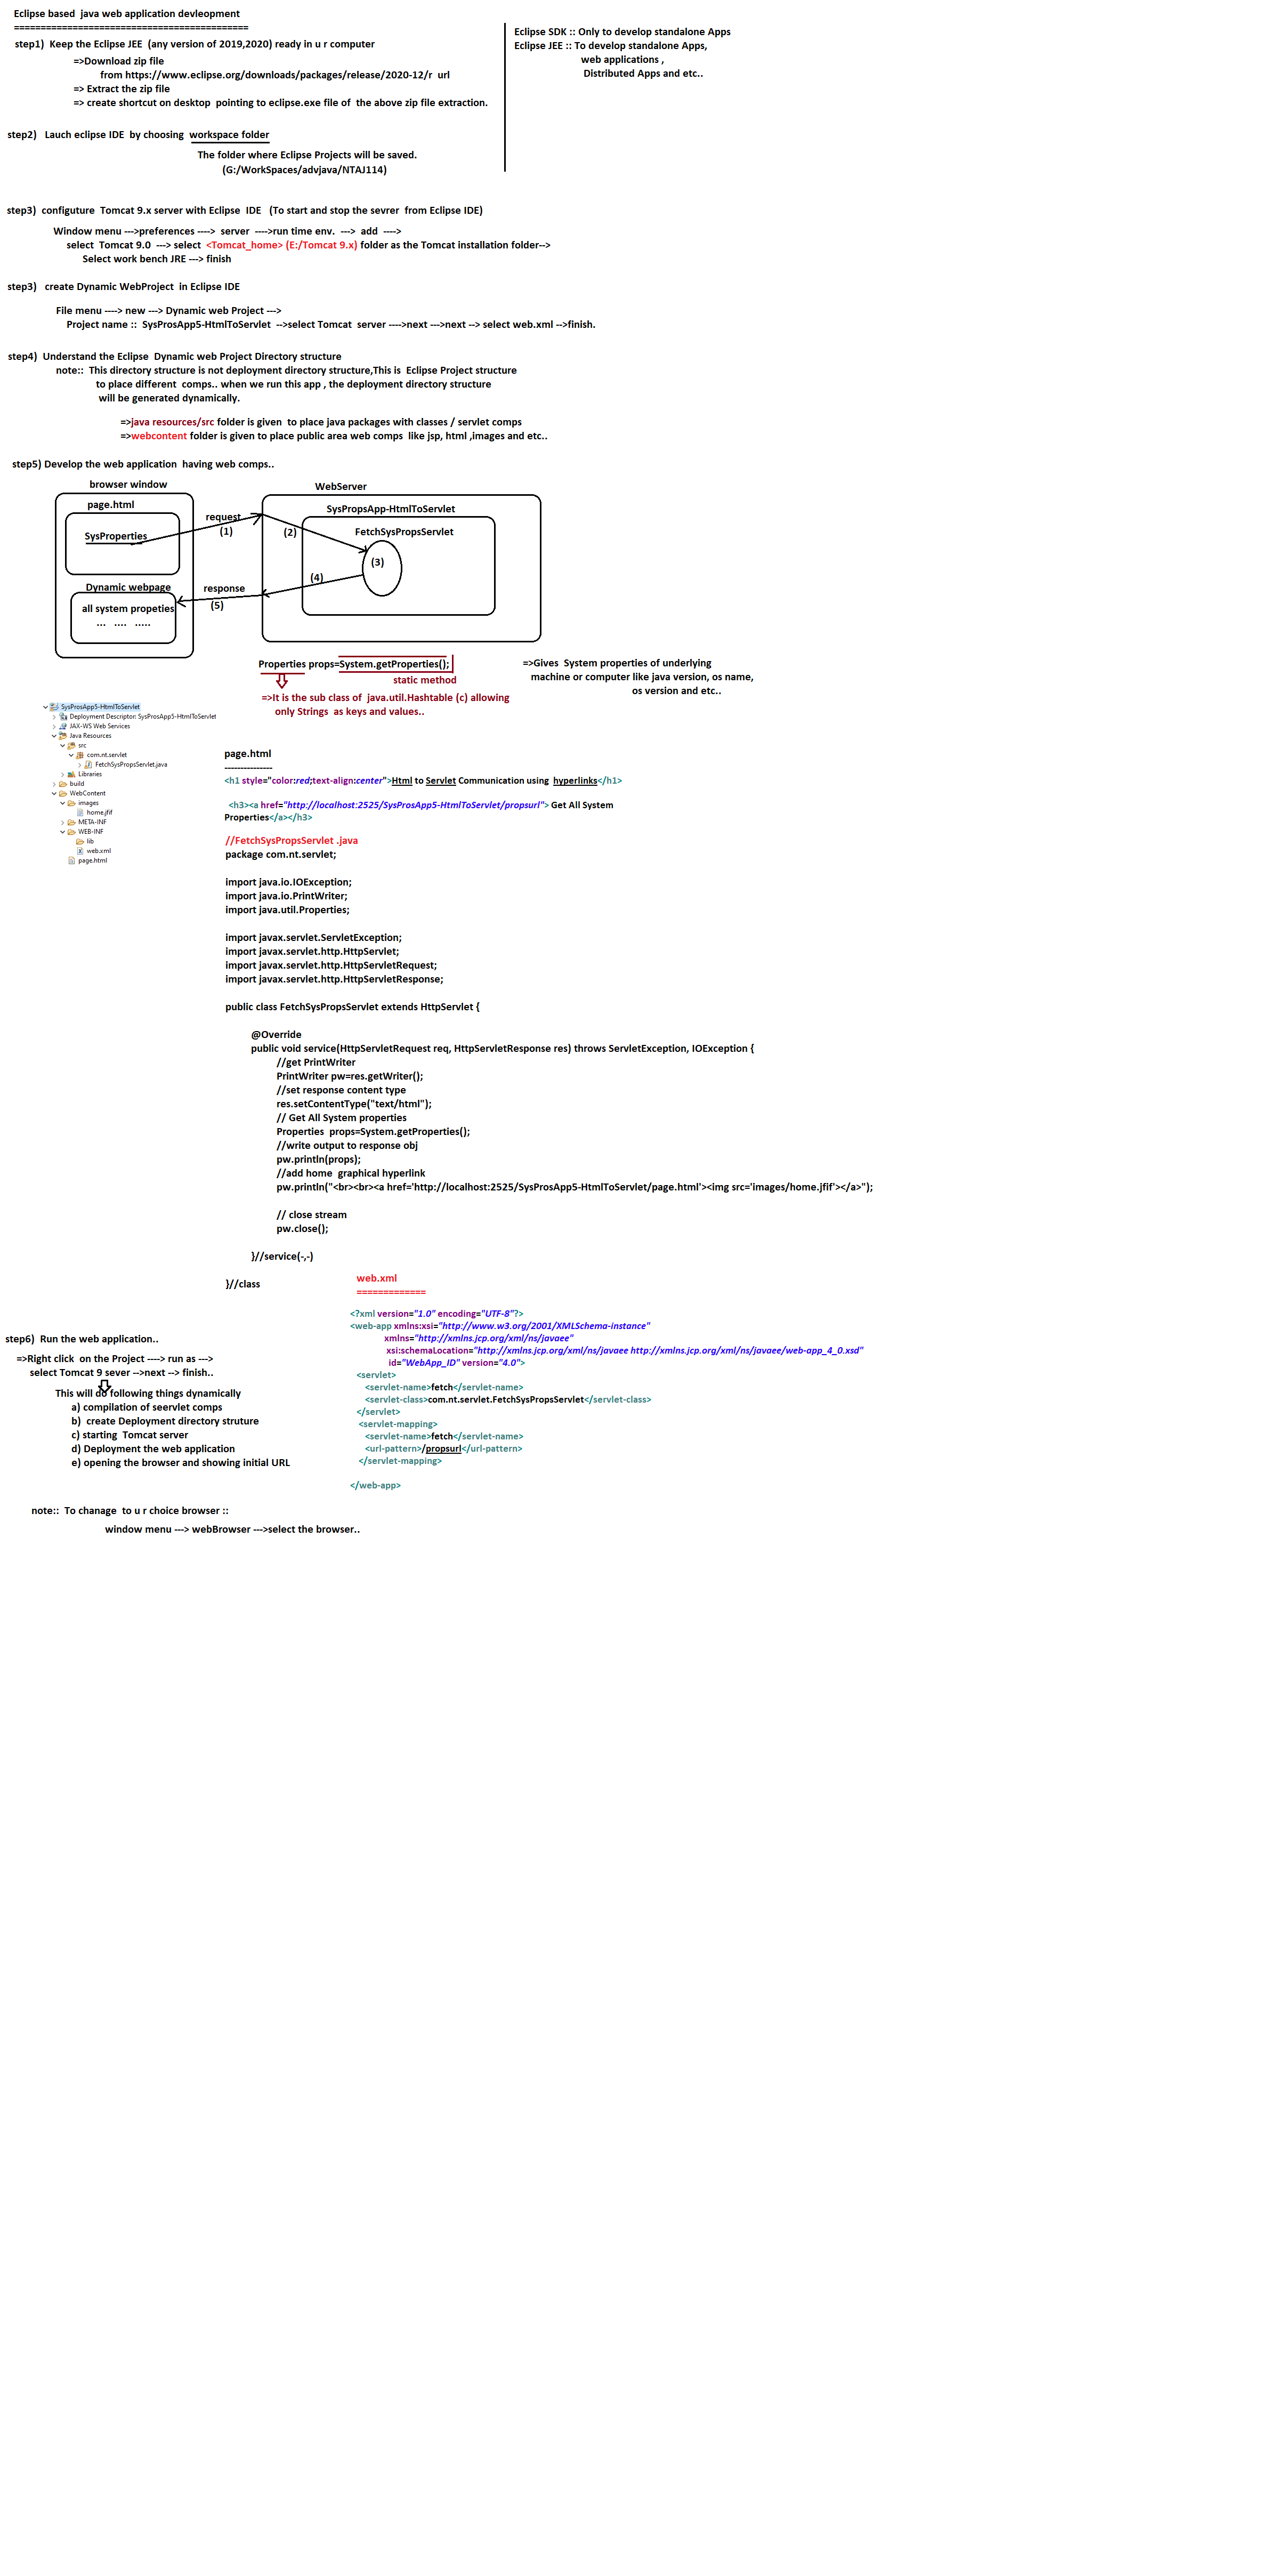 Eclipse based  java web application devleopment
============================================
step1)  Keep the Eclipse JEE  (any version of 2019,2020) ready in u r computer
=>Download zip file
from https://www.eclipse.org/downloads/packages/release/2020-12/r  url
=> Extract the zip file
=> create shortcut on desktop  pointing to eclipse.exe file of  the above zip file extraction.
Eclipse SDK :: Only to develop standalone Apps
Eclipse JEE :: To develop standalone Apps,
web applications ,
Distributed Apps and etc..
step2)   Lauch eclipse IDE  by choosing  workspace folder
The folder where Eclipse Projects will be saved.
(G:/WorkSpaces/advjava/NTAJ114)
step3)  configuture  Tomcat 9.x server with Eclipse  IDE   (To start and stop the sevrer  from Eclipse IDE)
Window menu --->preferences ---->  server  ---->run time env.  --->  add  ---->
select  Tomcat 9.0  ---> select  <Tomcat_home> (E:/Tomcat 9.x) folder as the Tomcat installation folder-->
Select work bench JRE ---> finish
step3)   create Dynamic WebProject  in Eclipse IDE
File menu ----> new ---> Dynamic web Project --->
Project name ::  SysProsApp5-HtmlToServlet  -->select Tomcat  server ---->next --->next --> select web.xml -->finish.
step4)  Understand the Eclipse  Dynamic web Project Directory structure
note::  This directory structure is not deployment directory structure,This is  Eclipse Project structure
to place different  comps.. when we run this app , the deployment directory structure
will be generated dynamically.
=>java resources/src folder is given  to place java packages with classes / servlet comps
=>webcontent folder is given to place public area web comps  like jsp, html ,images and etc..
step5) Develop the web application  having web comps..
browser window
WebServer
page.html
SysPropsApp-HtmlToServlet
SysProperties
request
(1)
(2)
FetchSysPropsServlet
(3)
(4)
Dynamic webpage
response
(5)
all system propeties
...   ....   .....
Properties props=System.getProperties();
static method
=>It is the sub class of  java.util.Hashtable (c) allowing
only Strings  as keys and values..
=>Gives  System properties of underlying
machine or computer like java version, os name,
os version and etc..
SysProsApp5-HtmlToServlet
Deployment Descriptor: SysProsApp5-HtmlToServlet
JAX-WS Web Services
Java Resources
src
com.nt.servlet
FetchSysPropsServlet.java
Libraries
build
WebContent
images
home.jfif
META-INF
WEB-INF
lib
web.xml
page.html
page.html
---------------
<h1 style="color:red;text-align:center">Html to Servlet Communication using  hyperlinks</h1>
<h3><a href="http://localhost:2525/SysProsApp5-HtmlToServlet/propsurl"> Get All System
Properties</a></h3>
//FetchSysPropsServlet .java
package com.nt.servlet;
import java.io.IOException;
import java.io.PrintWriter;
import java.util.Properties;
import javax.servlet.ServletException;
import javax.servlet.http.HttpServlet;
import javax.servlet.http.HttpServletRequest;
import javax.servlet.http.HttpServletResponse;
public class FetchSysPropsServlet extends HttpServlet {
@Override
public void service(HttpServletRequest req, HttpServletResponse res) throws ServletException, IOException {
//get PrintWriter
PrintWriter pw=res.getWriter();
//set response content type
res.setContentType("text/html");
// Get All System properties
Properties  props=System.getProperties();
//write output to response obj
pw.println(props);
//add home  graphical hyperlink
pw.println("<br><br><a href='http://localhost:2525/SysProsApp5-HtmlToServlet/page.html'><img src='images/home.jfif'></a>");
// close stream
pw.close();
}//service(-,-)
}//class
web.xml
=============
<?xml version="1.0" encoding="UTF-8"?>
<web-app xmlns:xsi="http://www.w3.org/2001/XMLSchema-instance"
xmlns="http://xmlns.jcp.org/xml/ns/javaee"
xsi:schemaLocation="http://xmlns.jcp.org/xml/ns/javaee http://xmlns.jcp.org/xml/ns/javaee/web-app_4_0.xsd"
id="WebApp_ID" version="4.0">
<servlet>
<servlet-name>fetch</servlet-name>
<servlet-class>com.nt.servlet.FetchSysPropsServlet</servlet-class>
</servlet>
<servlet-mapping>
<servlet-name>fetch</servlet-name>
<url-pattern>/propsurl</url-pattern>
</servlet-mapping>
</web-app>
step6)  Run the web application..
=>Right click  on the Project ----> run as --->
select Tomcat 9 sever -->next --> finish..
This will do following things dynamically
a) compilation of seervlet comps
b)  create Deployment directory struture
c) starting  Tomcat server
d) Deployment the web application
e) opening the browser and showing initial URL
note::  To chanage  to u r choice browser ::
window menu ---> webBrowser --->select the browser..